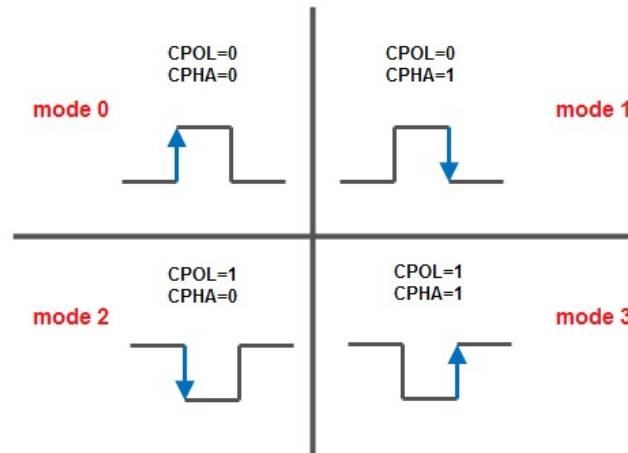 CPOL=0
CPHA=0
mode 0
CPOL=0
CPHA=1
mode 1
CPOL=1
CPHA=0
mode 2
CPOL=1
CPHA=1
mode 3